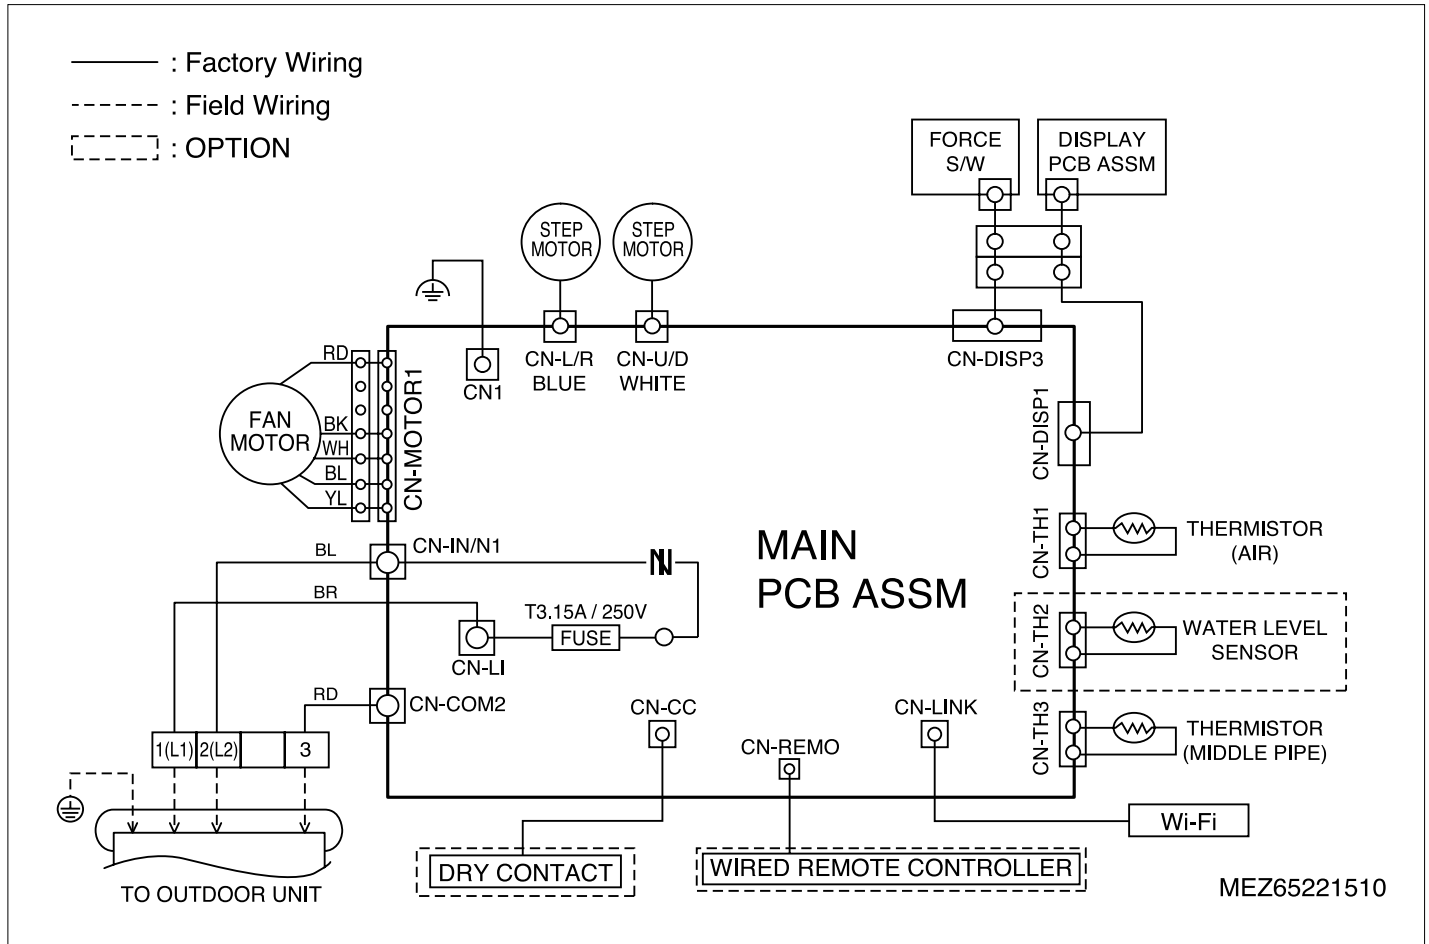 : Factory Wiring
: Field Wiring
: OPTION
FORCE
S/W
DISPLAY
PCB ASSM
STEP
MOTOR
STEP
MOTOR
CN1
CN-L/R
BLUE
CN-U/D
WHITE
CN-DISP3
CN-DISP1
RD
BK
WH
BL
YL
FAN
MOTOR
CN-MOTOR1
CN-TH1
THERMISTOR
(AIR)
BL
CN-IN/N1
MAIN
PCB ASSM
BR
T3.15A / 250V
FUSE
CN-LI
CN-TH2
WATER LEVEL
SENSOR
RD
CN-COM2
CN-CC
CN-REMO
CN-LINK
CN-TH3
THERMISTOR
(MIDDLE PIPE)
1(L1)
2(L2)
3
Wi-Fi
DRY CONTACT
WIRED REMOTE CONTROLLER
TO OUTDOOR UNIT
MEZ65221510